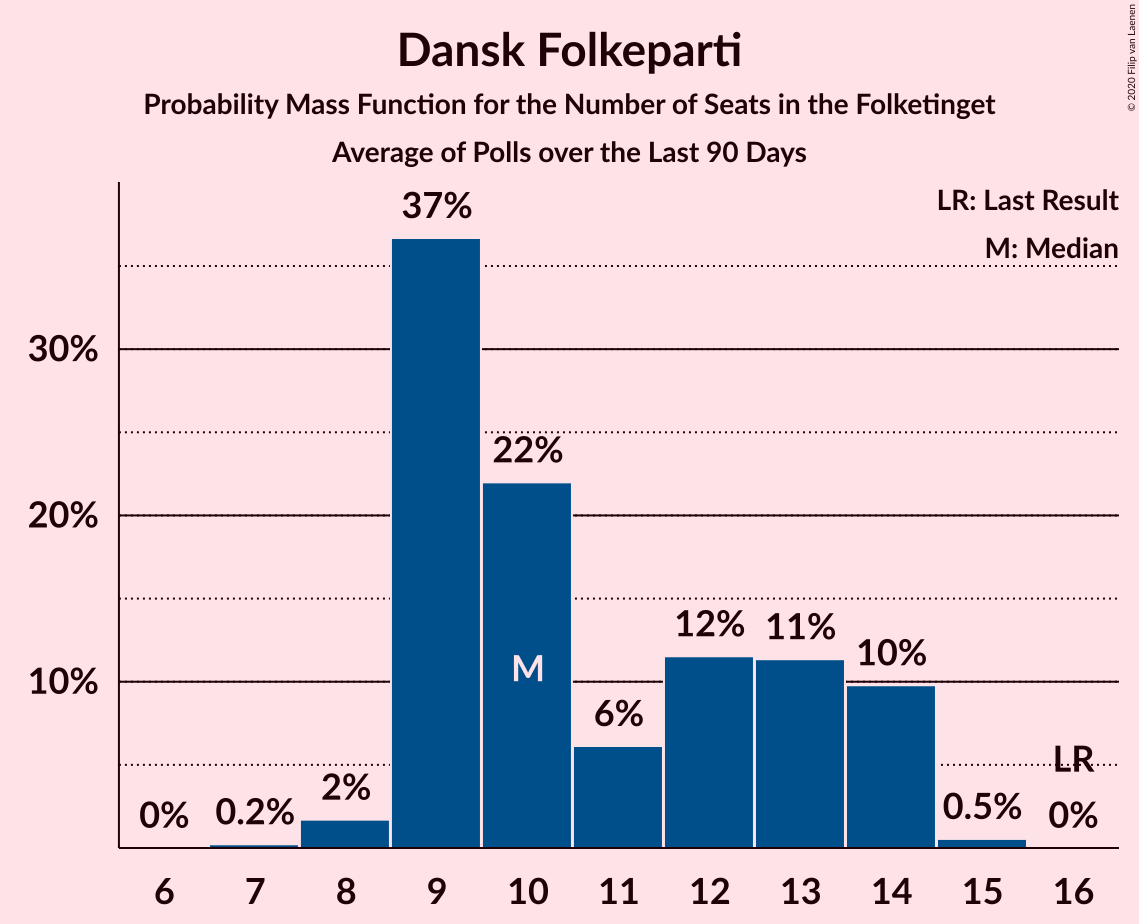 Dansk Folkeparti
Probability Mass Function for the Number of Seats in the Folketinget
Average of Polls over the Last 90 Days
© 2020 Filip van Laenen
LR: Last Result
M: Median
37%
30%
22%
20%
12%
11%
10%
M
10%
6%
LR
2%
0.5%
0%
0.2%
0%
6 7 8 9 10 11 12 13 14 15 16